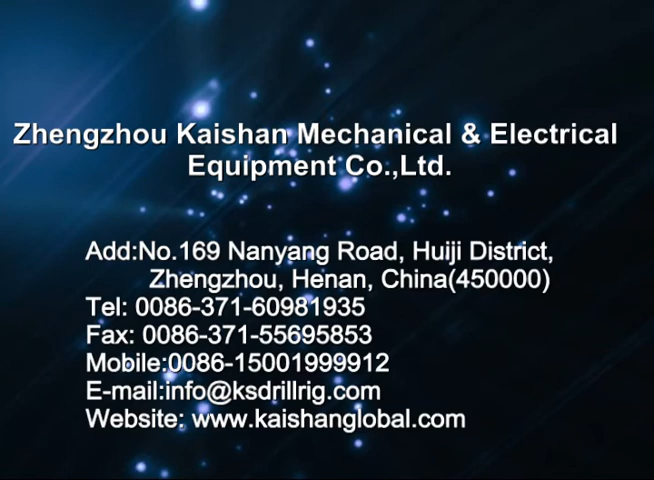 Zhengzhou Kaishan Mechanical & Electrical
Equipment Co.,Ltd.
Add:No.169 Nanyang Road, Huiji District,
Zhengzhou, Henan, China(450000)
Tel: 0086-371-60981935
Fax: 0086-371-55695853
Mobile:0086-15001999912
E-mail:info@ksdrillrig.com
Website: www.kaishanglobal.com